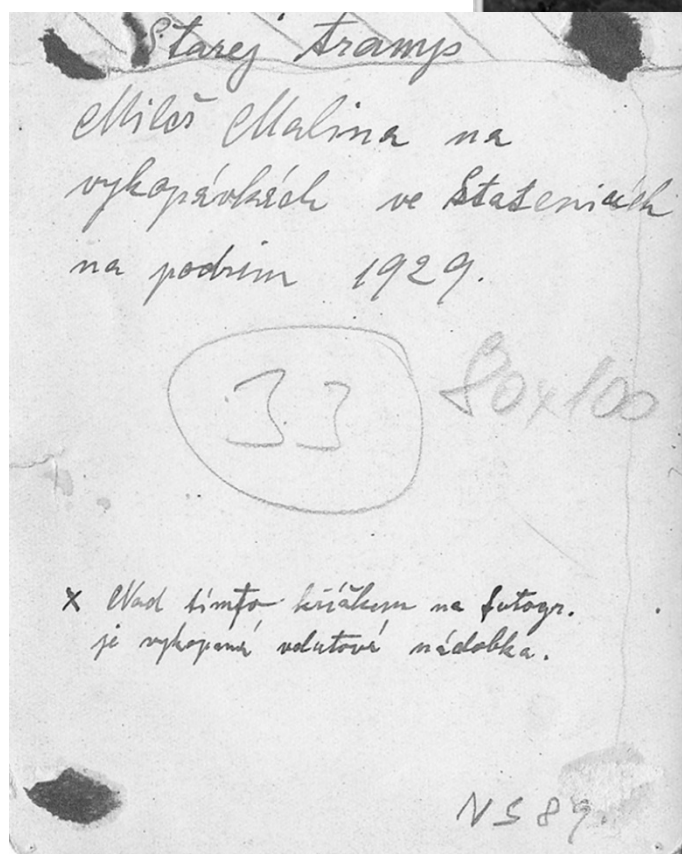 Starej tramp
Miloš Malina na
vykopávkách ve Statenicích
na podzim 1929.
33
80x100
x Nad tímto křížkem na fotogr.
je vykopaná volutová nádobka.
NS 89.